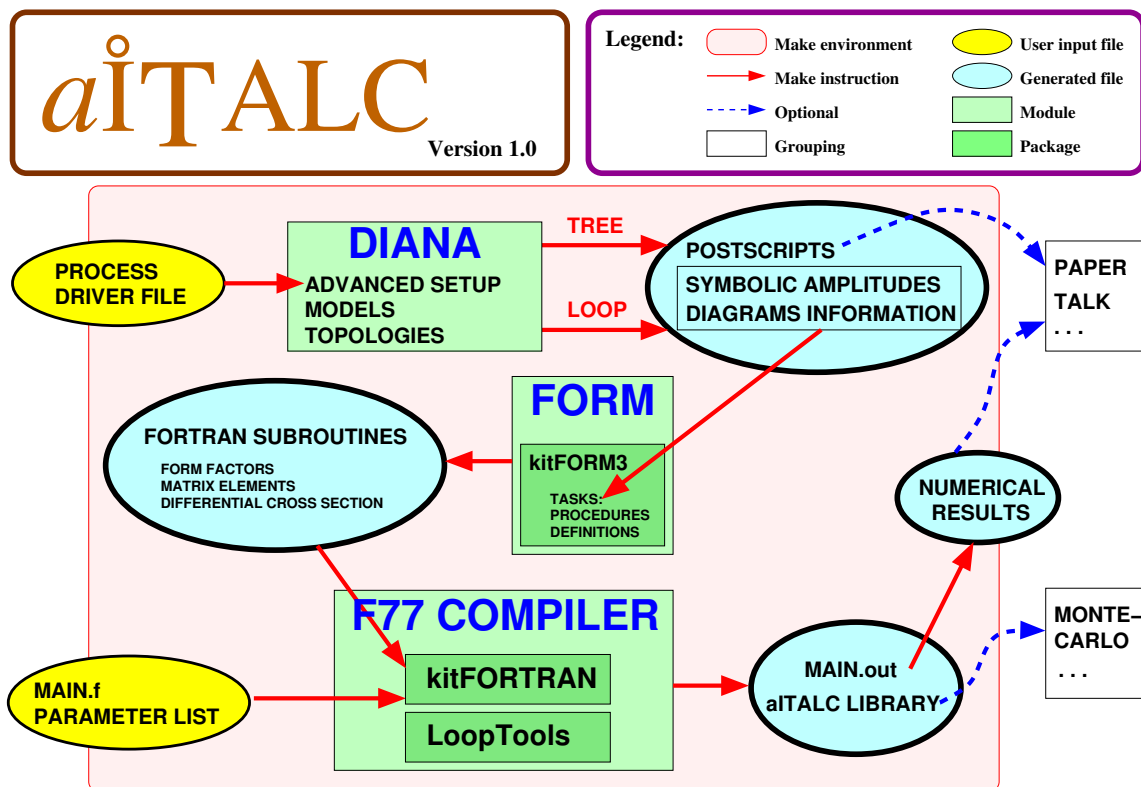 aİTALC
Version 1.0
Legend:
Make environment
Make instruction
Optional
Grouping
User input file
Generated file
Module
Package
PROCESS
DRIVER FILE
DIANA
ADVANCED SETUP
MODELS
TOPOLOGIES
TREE
LOOP
POSTSCRIPTS
SYMBOLIC AMPLITUDES
DIAGRAMS INFORMATION
PAPER
TALK
. . .
FORTRAN SUBROUTINES
FORM FACTORS
MATRIX ELEMENTS
DIFFERENTIAL CROSS SECTION
FORM
kitFORM3
TASKS:
PROCEDURES
DEFINITIONS
NUMERICAL
RESULTS
MAIN.f
PARAMETER LIST
F77 COMPILER
kitFORTRAN
LoopTools
MAIN.out
aITALC LIBRARY
MONTE–
CARLO
. . .